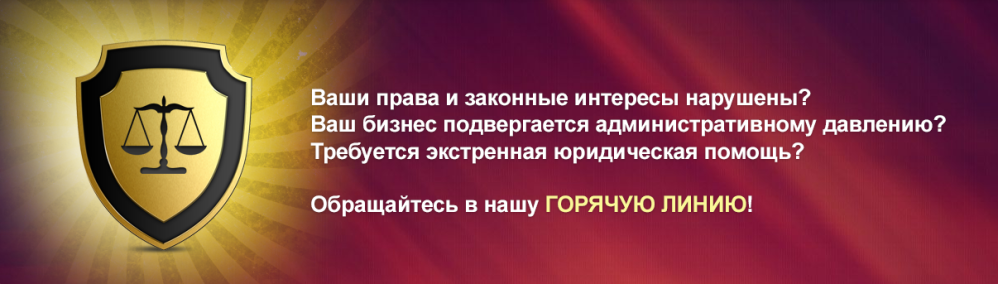 Ваши права и законные интересы нарушены?
Ваш бизнес подвергается административному давлению?
Требуется экстренная юридическая помощь?
Обращайтесь в нашу ГОРЯЧУЮ ЛИНИЮ!